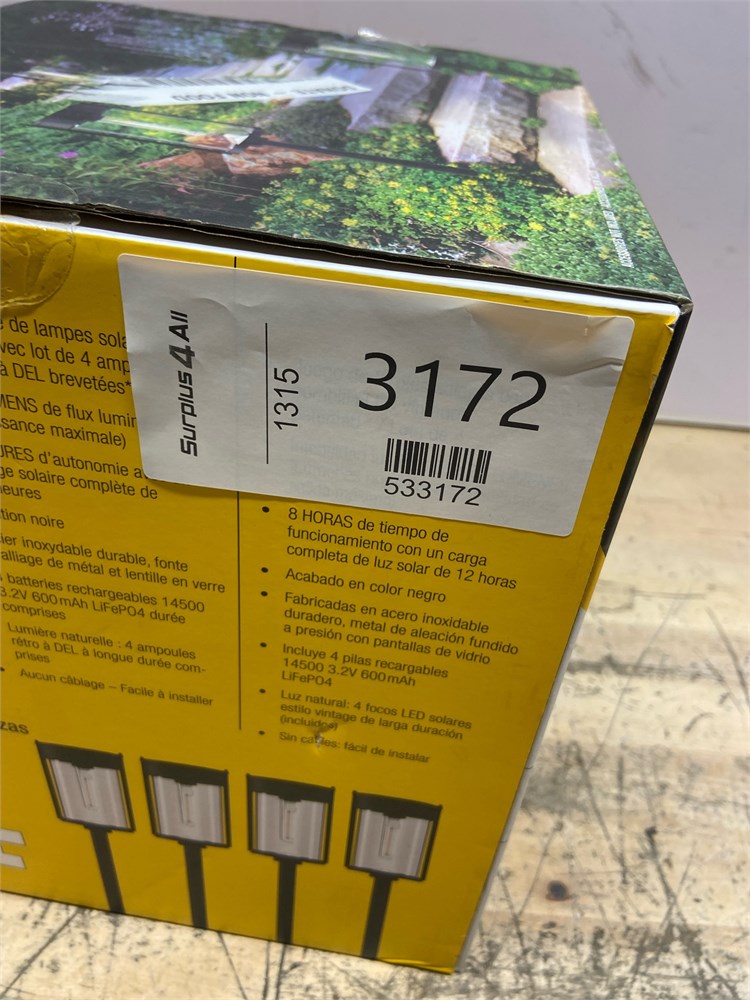 Surplus 4 All
1315
3172
533172
de lampes sola
vec lot de 4 amp
à DEL brevetées*
MENS de flux lumin
ssance maximale)
URES d'autonomie a
ge solaire complète de
heures
tion noire
ier inoxydable durable, fonte
alliage de métal et lentille en verre
batteries rechargeables 14500
3.2V 600mAh LiFePO4 durée
comprises
Lumière naturelle : 4 ampoules
rétro à DEL à longue durée com-
prises
• Aucun câblage – Facile à installer
zas
• 8 HORAS de tiempo de
funcionamiento con un carga
completa de luz solar de 12 horas
• Acabado en color negro
• Fabricadas en acero inoxidable
duradero, metal de aleación fundido
a presión con pantallas de vidrio
• Incluye 4 pilas recargables
14500 3.2V 600mAh
LiFePO4
• Luz natural: 4 focos LED solares
estilo vintage de larga duración
(incluidos)
• Sin cables: fácil de instalar